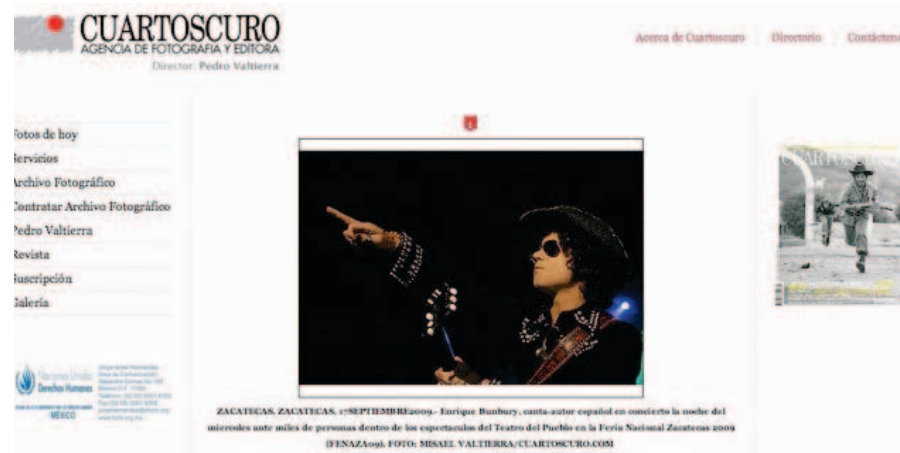 CUARTOSCURO
AGENCIA DE FOTOGRAFIA Y EDITORA
Director: Pedro Valtierra
Acerca de Cuartoscuro Directorio Contácteno
Fotos de hoy
Servicios
Archivo Fotográfico
Contratar Archivo Fotográfico
Pedro Valtierra
Revista
Suscripción
Galería
1
CUARTOSCURO
Naciones Unidas
Derechos Humanos
MÉXICO
ZACATECAS, ZACATECAS, 17SEPTIEMBRE2009.- Enrique Bunbury, canta-autor español en concierto la noche del
miercoles ante miles de personas dentro de los espectaculos del Teatro del Pueblo en la Feria Nacional Zacatecas 2009
(FENAZA09). FOTO: MISAEL VALTIERRA/CUARTOSCURO.COM